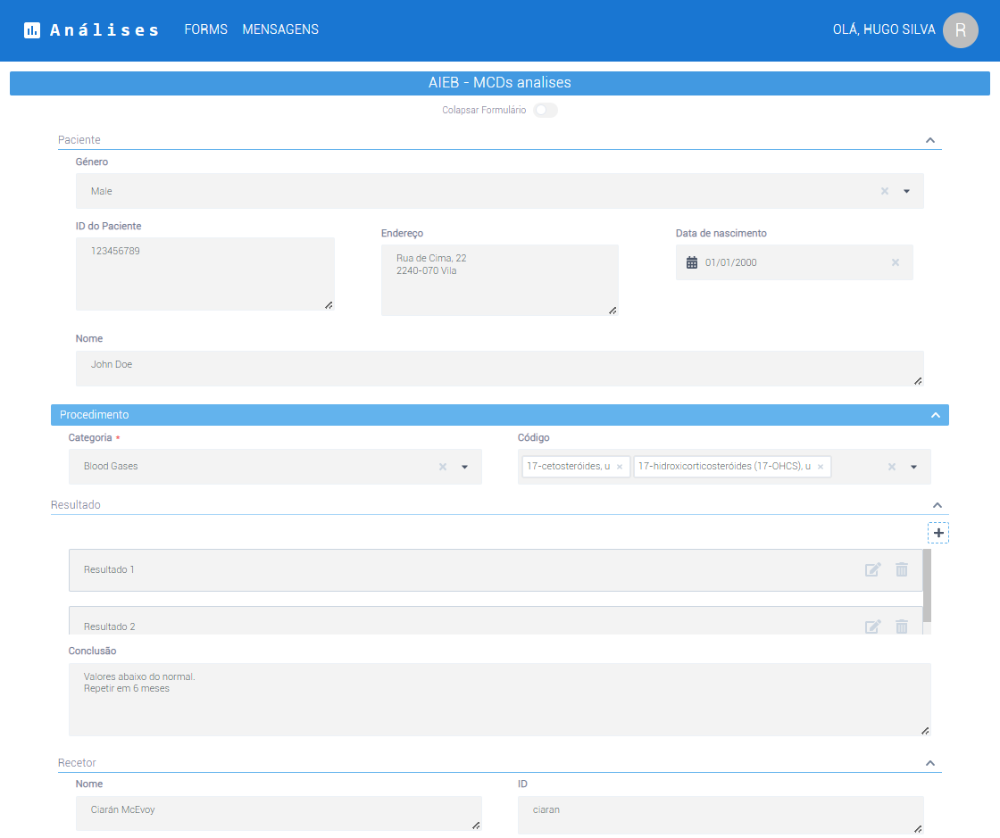 Análises FORMS MENSAGENS OLÁ, HUGO SILVA R
AIEB - MCDs analises
Colapsar Formulário
Paciente
Género
Male
ID do Paciente
123456789
Endereço
Rua de Cima, 22
2240-070 Vila
Data de nascimento
01/01/2000
Nome
John Doe
Procedimento
Categoria *
Blood Gases
Código
17-cetosteróides, u
17-hidroxicorticosteróides (17-OHCS), u
Resultado
Resultado 1
Resultado 2
Conclusão
Valores abaixo do normal.
Repetir em 6 meses
Recetor
Nome
Ciarán McEvoy
ID
ciaran